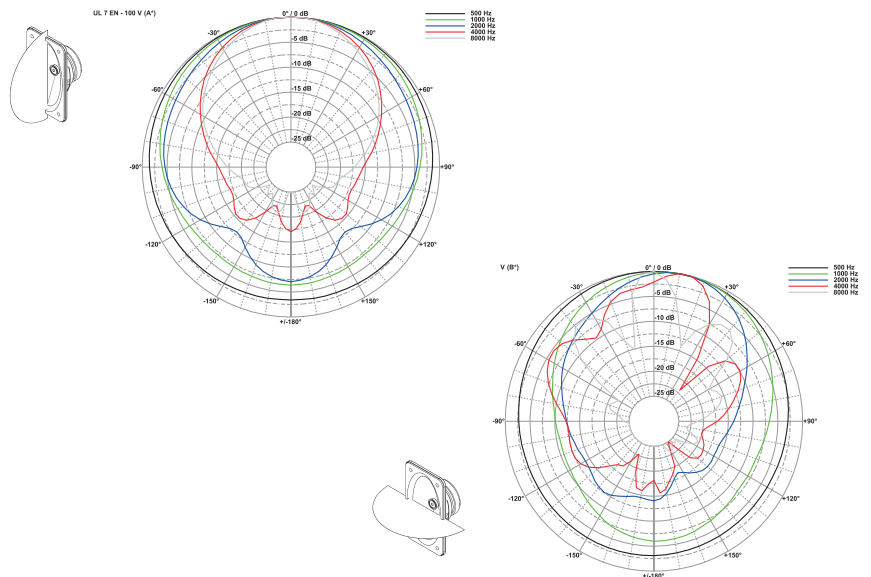 UL 7 EN - 100 V (A*)
0° / 0 dB
500 Hz
1000 Hz
2000 Hz
4000 Hz
8000 Hz
-30°
+30°
-5 dB
-10 dB
-60°
+60°
-15 dB
-20 dB
-25 dB
-90°
+90°
-120°
+120°
-150°
+150°
+/-180°
V (B*)
0° / 0 dB
500 Hz
1000 Hz
2000 Hz
4000 Hz
8000 Hz
-30°
+30°
-5 dB
-10 dB
-60°
+60°
-15 dB
-20 dB
-25 dB
-90°
+90°
-120°
+120°
-150°
+150°
+/-180°